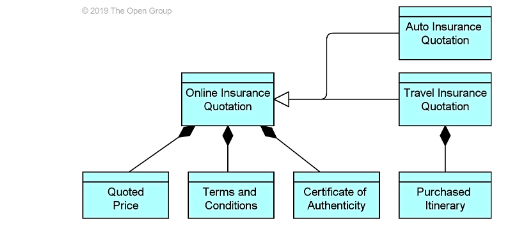 © 2019 The Open Group
Auto Insurance
Quotation
Online Insurance
Quotation
Travel Insurance
Quotation
Quoted
Price
Terms and
Conditions
Certificate of
Authenticity
Purchased
Itinerary